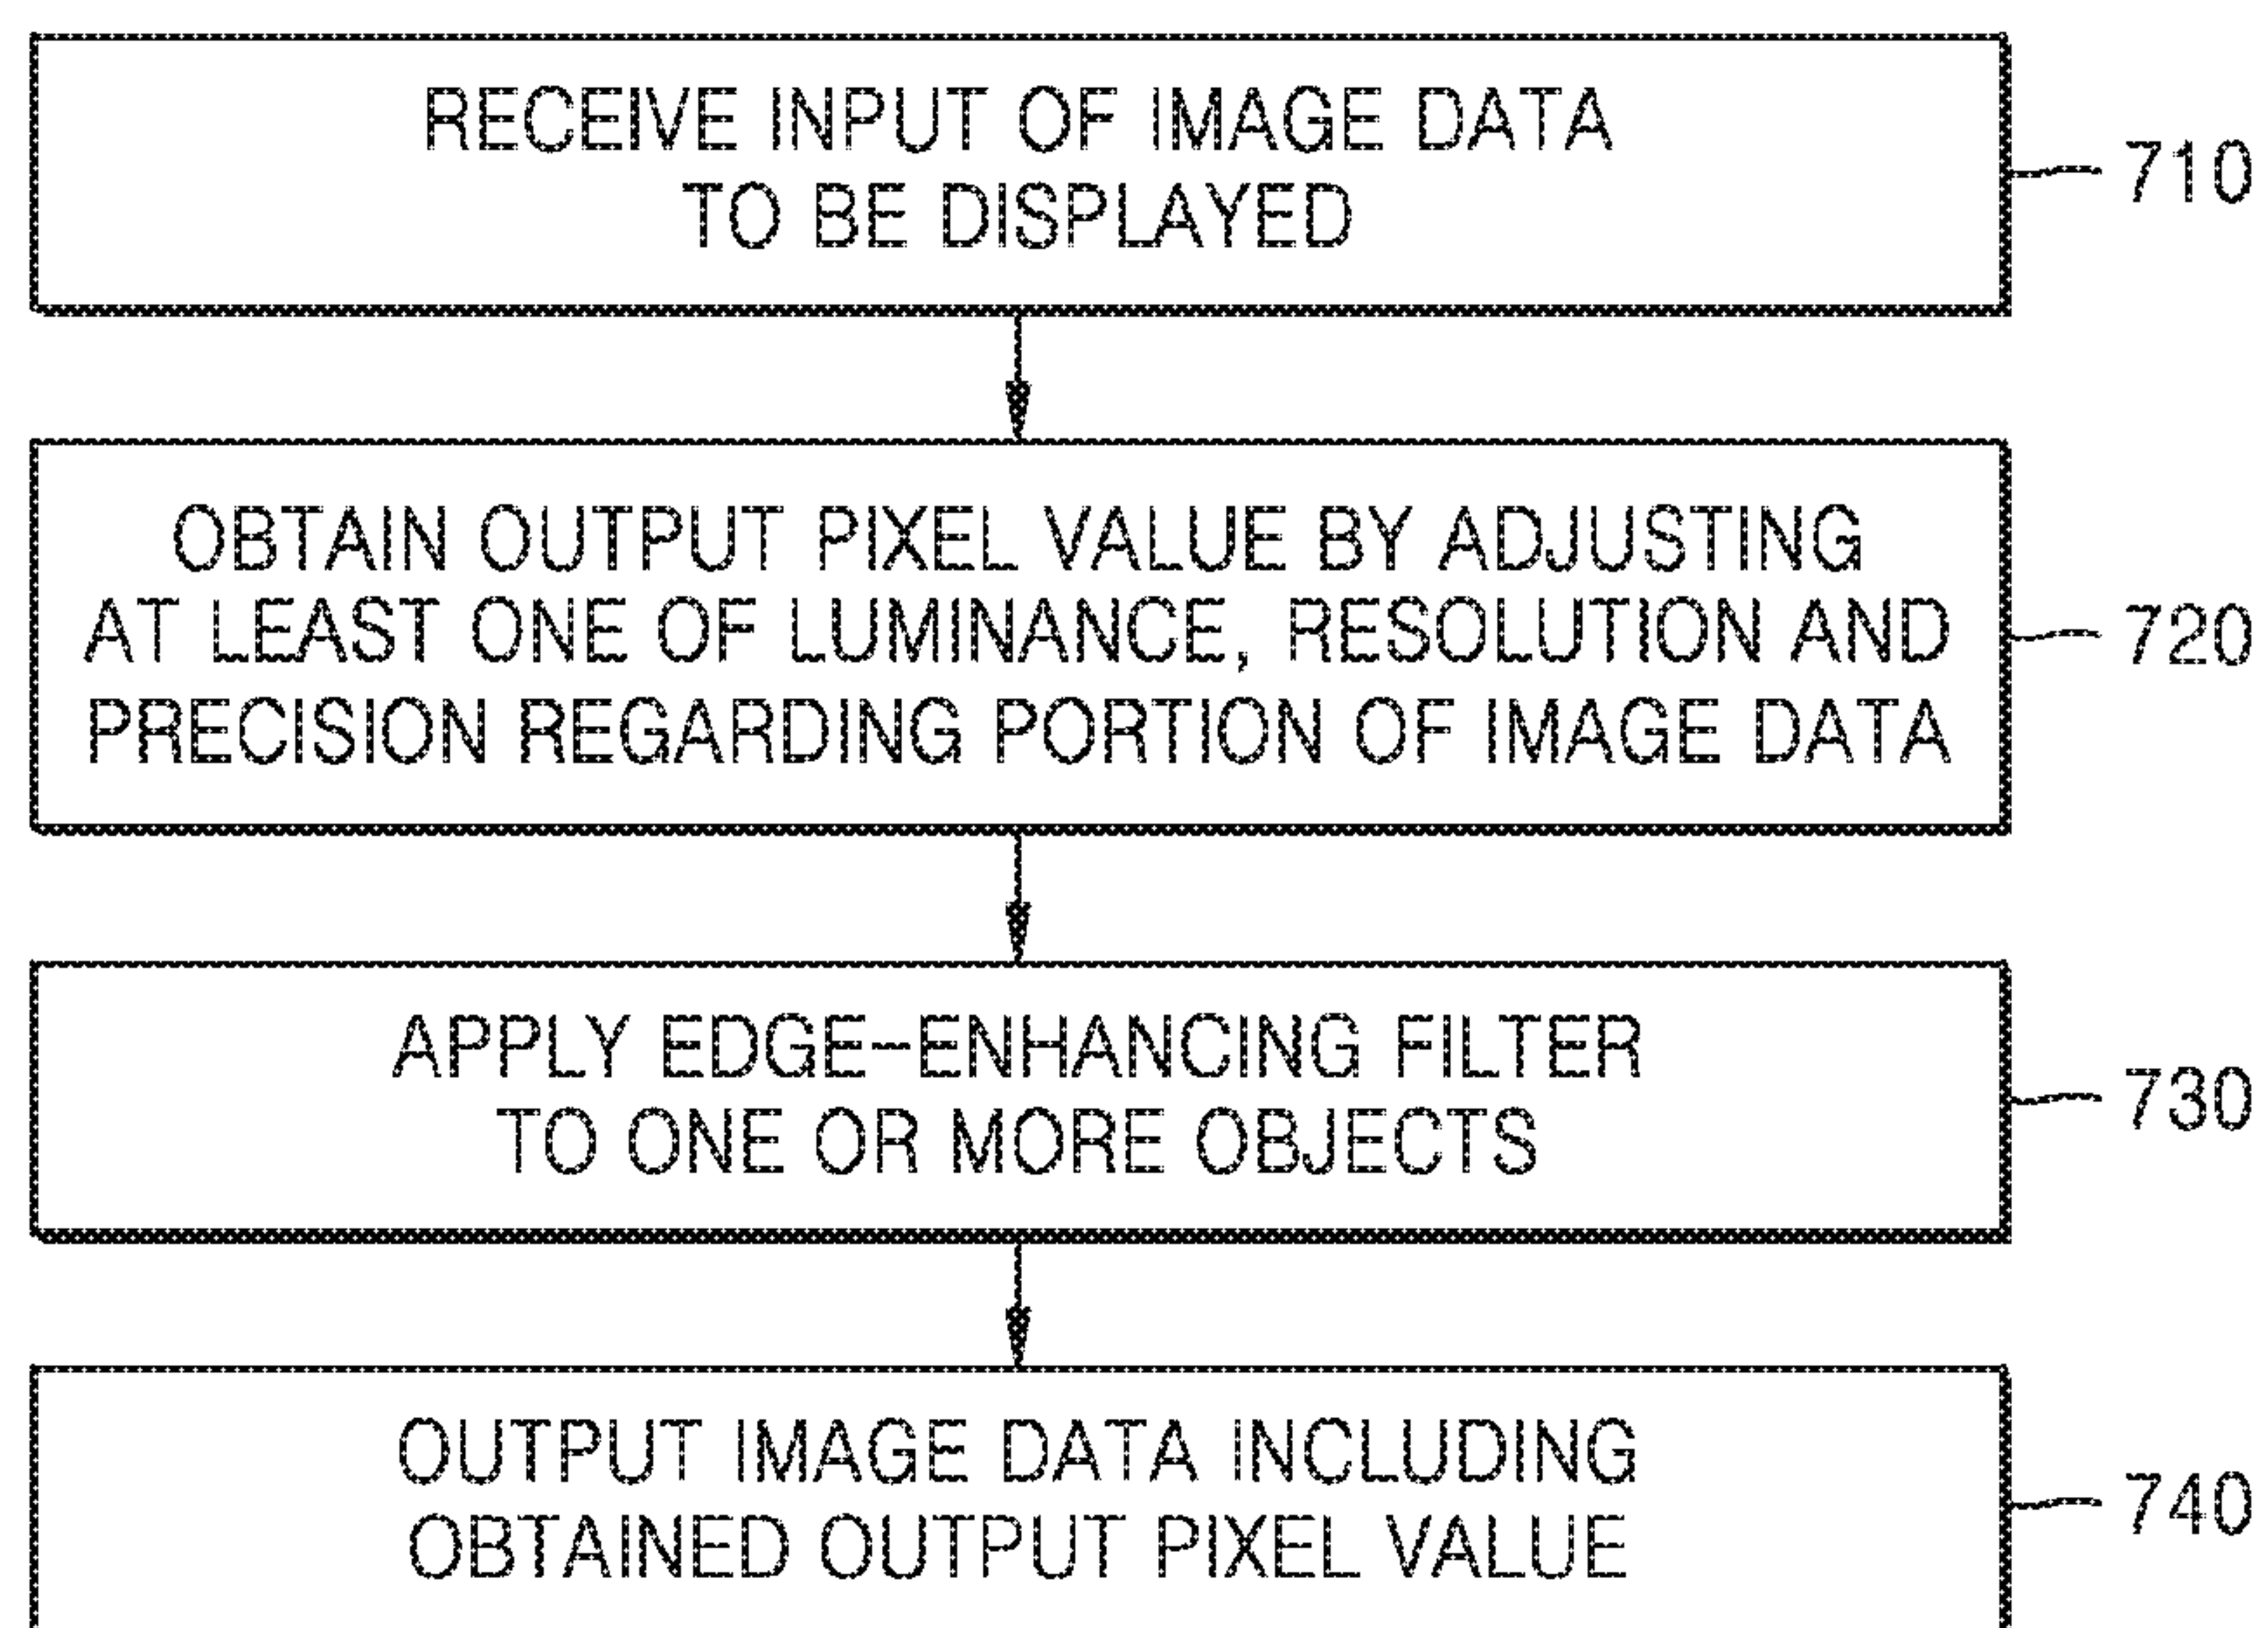 RECEIVE INPUT OF IMAGE DATA
TO BE DISPLAYED
710
OBTAIN OUTPUT PIXEL VALUE BY ADJUSTING
AT LEAST ONE OF LUMINANCE, RESOLUTION AND
PRECISION REGARDING PORTION OF IMAGE DATA
720
APPLY EDGE-ENHANCING FILTER
TO ONE OR MORE OBJECTS
730
OUTPUT IMAGE DATA INCLUDING
OBTAINED OUTPUT PIXEL VALUE
740